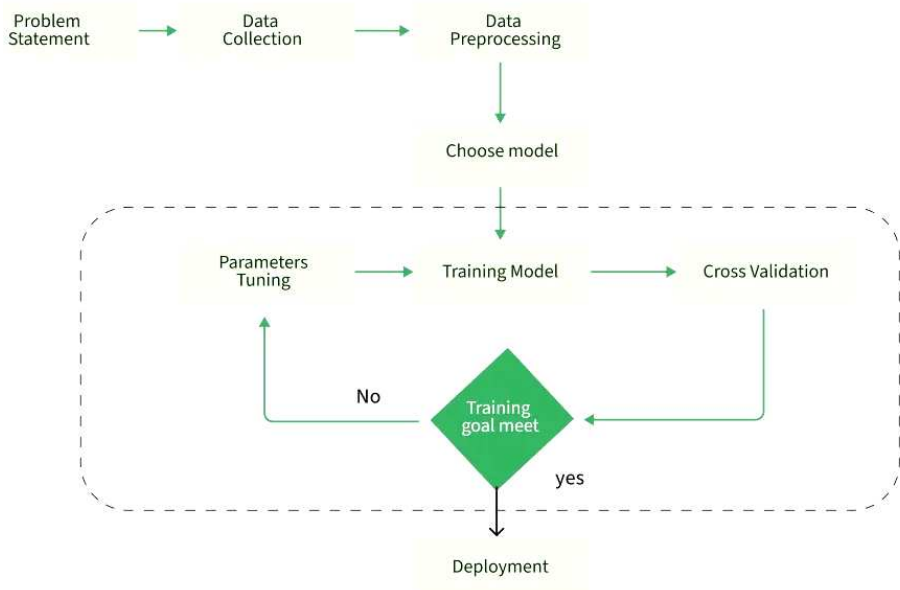 Problem
Statement
Data
Collection
Data
Preprocessing
Choose model
Parameters
Tuning
Training Model
Cross Validation
No
Training
goal meet
yes
Deployment